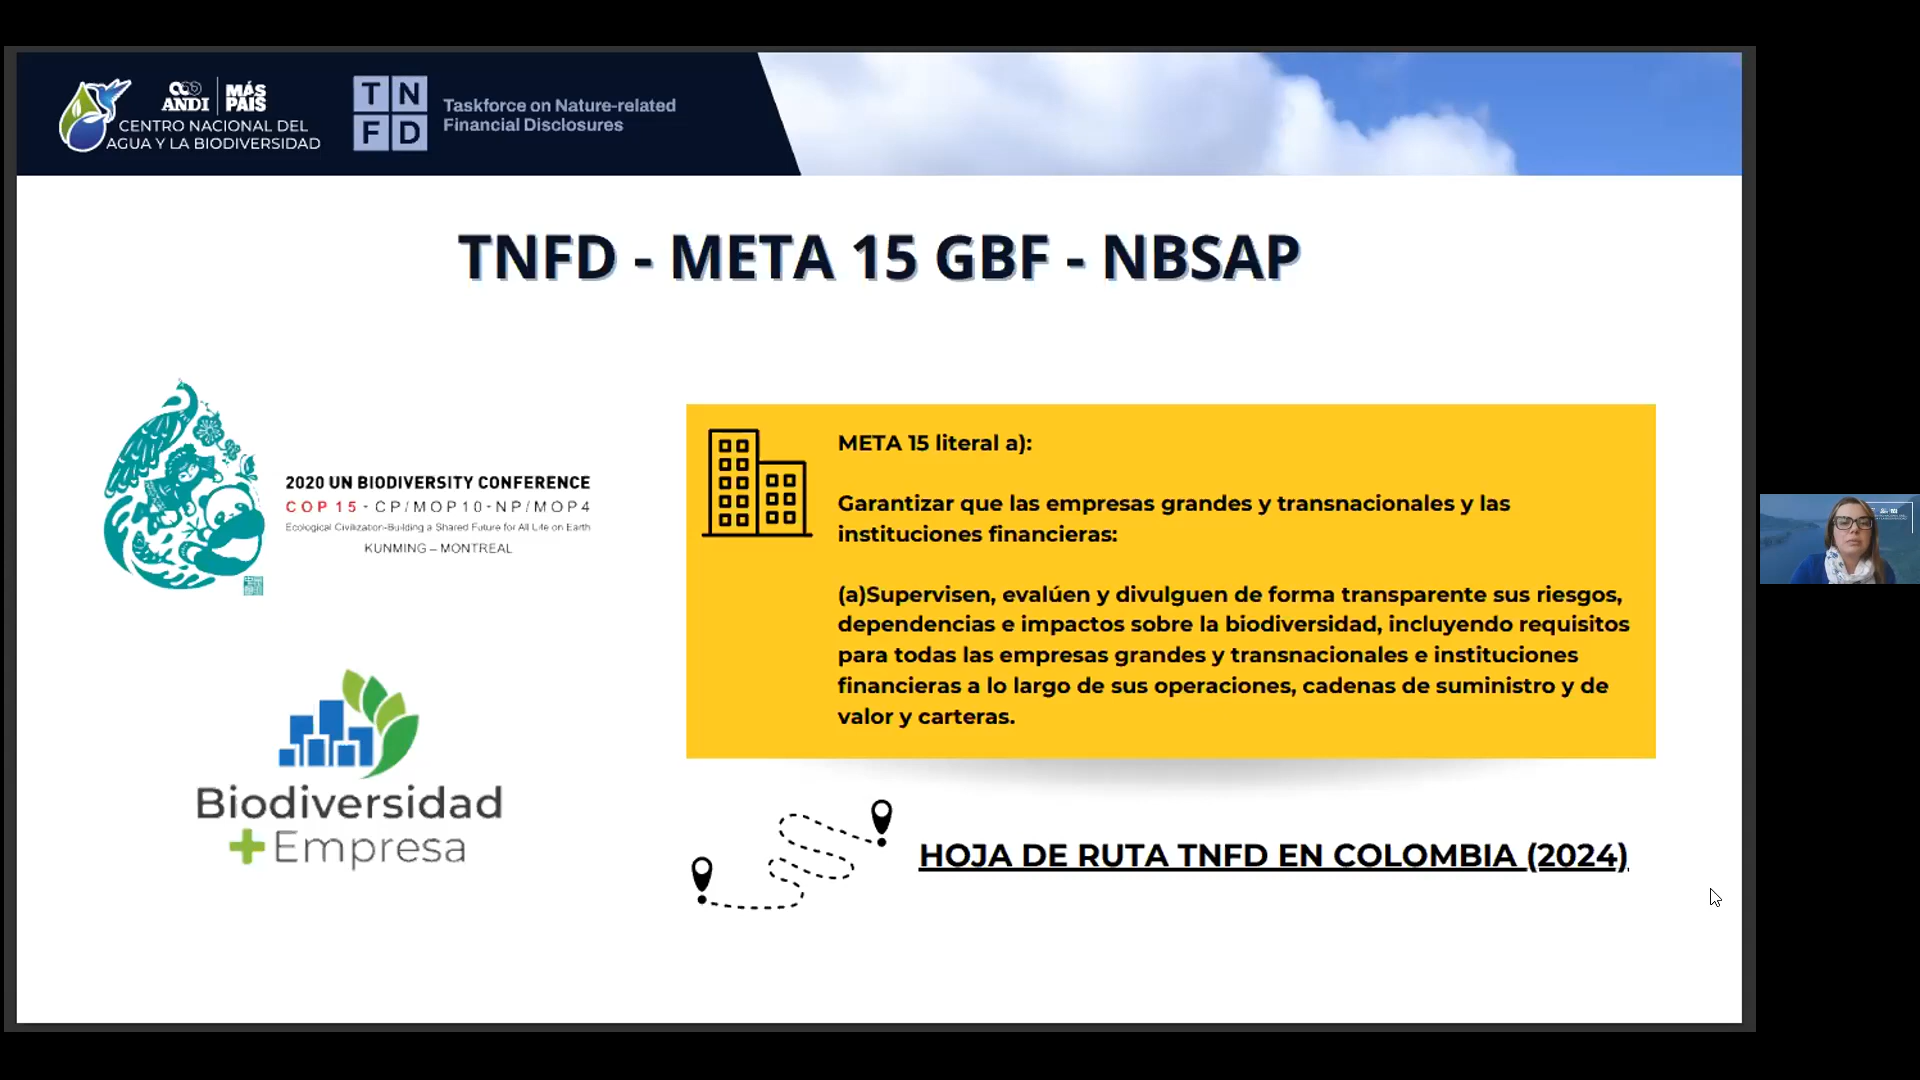 ANDI
MÁS
PAÍS
CENTRO NACIONAL DEL
AGUA Y LA BIODIVERSIDAD
T N
F D
Taskforce on Nature-related
Financial Disclosures
TNFD - META 15 GBF - NBSAP
2020 UN BIODIVERSITY CONFERENCE
COP 15 - CP/MOP10-NP/MOP4
Ecological Civilization-Building a Shared Future for All Life on Earth
KUNMING – MONTREAL
META 15 literal a):
Garantizar que las empresas grandes y transnacionales y las
instituciones financieras:
(a)Supervisen, evalúen y divulguen de forma transparente sus riesgos,
dependencias e impactos sobre la biodiversidad, incluyendo requisitos
para todas las empresas grandes y transnacionales e instituciones
financieras a lo largo de sus operaciones, cadenas de suministro y de
valor y carteras.
Biodiversidad
+Empresa
HOJA DE RUTA TNFD EN COLOMBIA (2024)